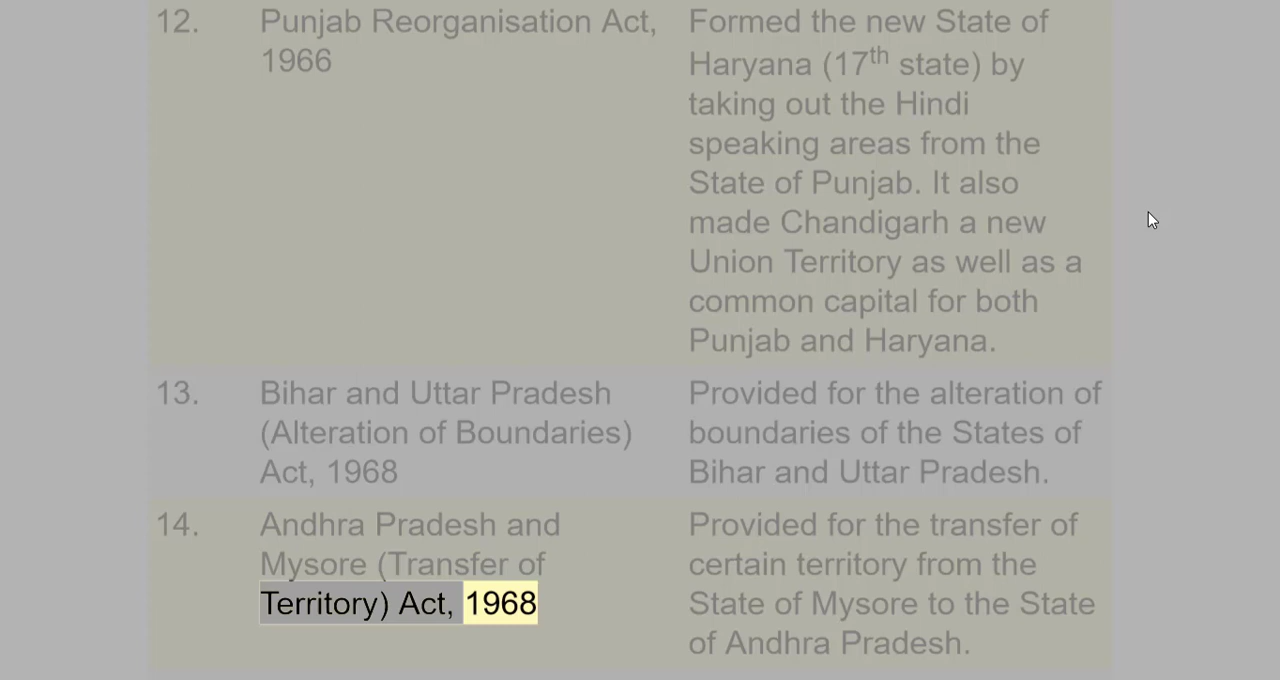 12. Punjab Reorganisation Act, Formed the new State of
1966 Haryana (17th state) by
taking out the Hindi
speaking areas from the
State of Punjab. It also
made Chandigarh a new
Union Territory as well as a
common capital for both
Punjab and Haryana.
13. Bihar and Uttar Pradesh Provided for the alteration of
(Alteration of Boundaries) boundaries of the States of
Act, 1968 Bihar and Uttar Pradesh.
14. Andhra Pradesh and Provided for the transfer of
Mysore (Transfer of certain territory from the
Territory) Act, 1968 State of Mysore to the State
of Andhra Pradesh.